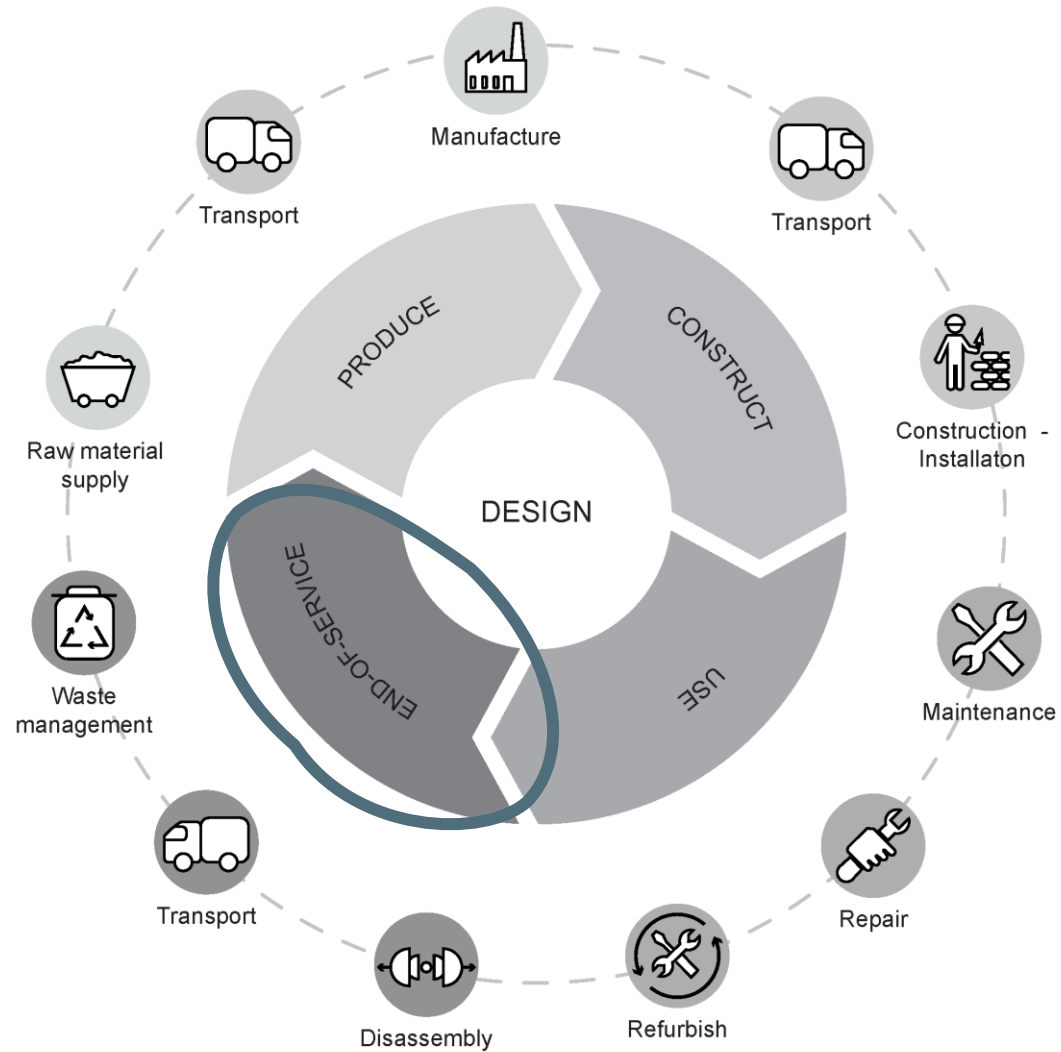 Manufacture
Transport
Transport
Raw material
supply
Construction -
Installaton
PRODUCE
CONSTRUCT
DESIGN
END-OF-SERVICE
USE
Waste
management
Maintenance
Transport
Repair
Disassembly
Refurbish